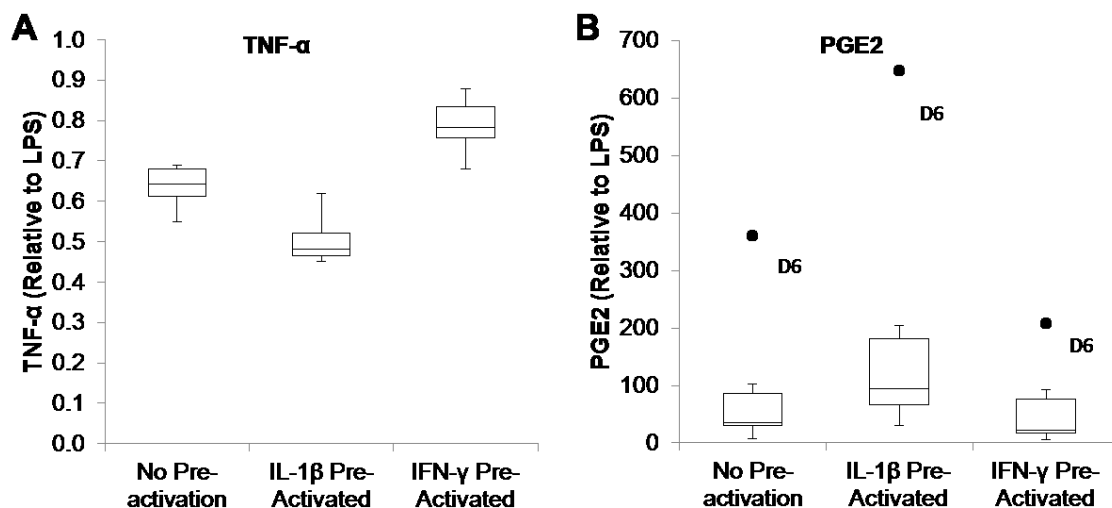 A
TNF-α
TNF-α (Relative to LPS)
1.0
0.9
0.8
0.7
0.6
0.5
0.4
0.3
0.2
0.1
0.0
No Pre-
activation
IL-1β Pre-
Activated
IFN-γ Pre-
Activated
B
PGE2
PGE2 (Relative to LPS)
700
600
500
400
300
200
100
0
D6
D6
D6
No Pre-
activation
IL-1β Pre-
Activated
IFN-γ Pre-
Activated